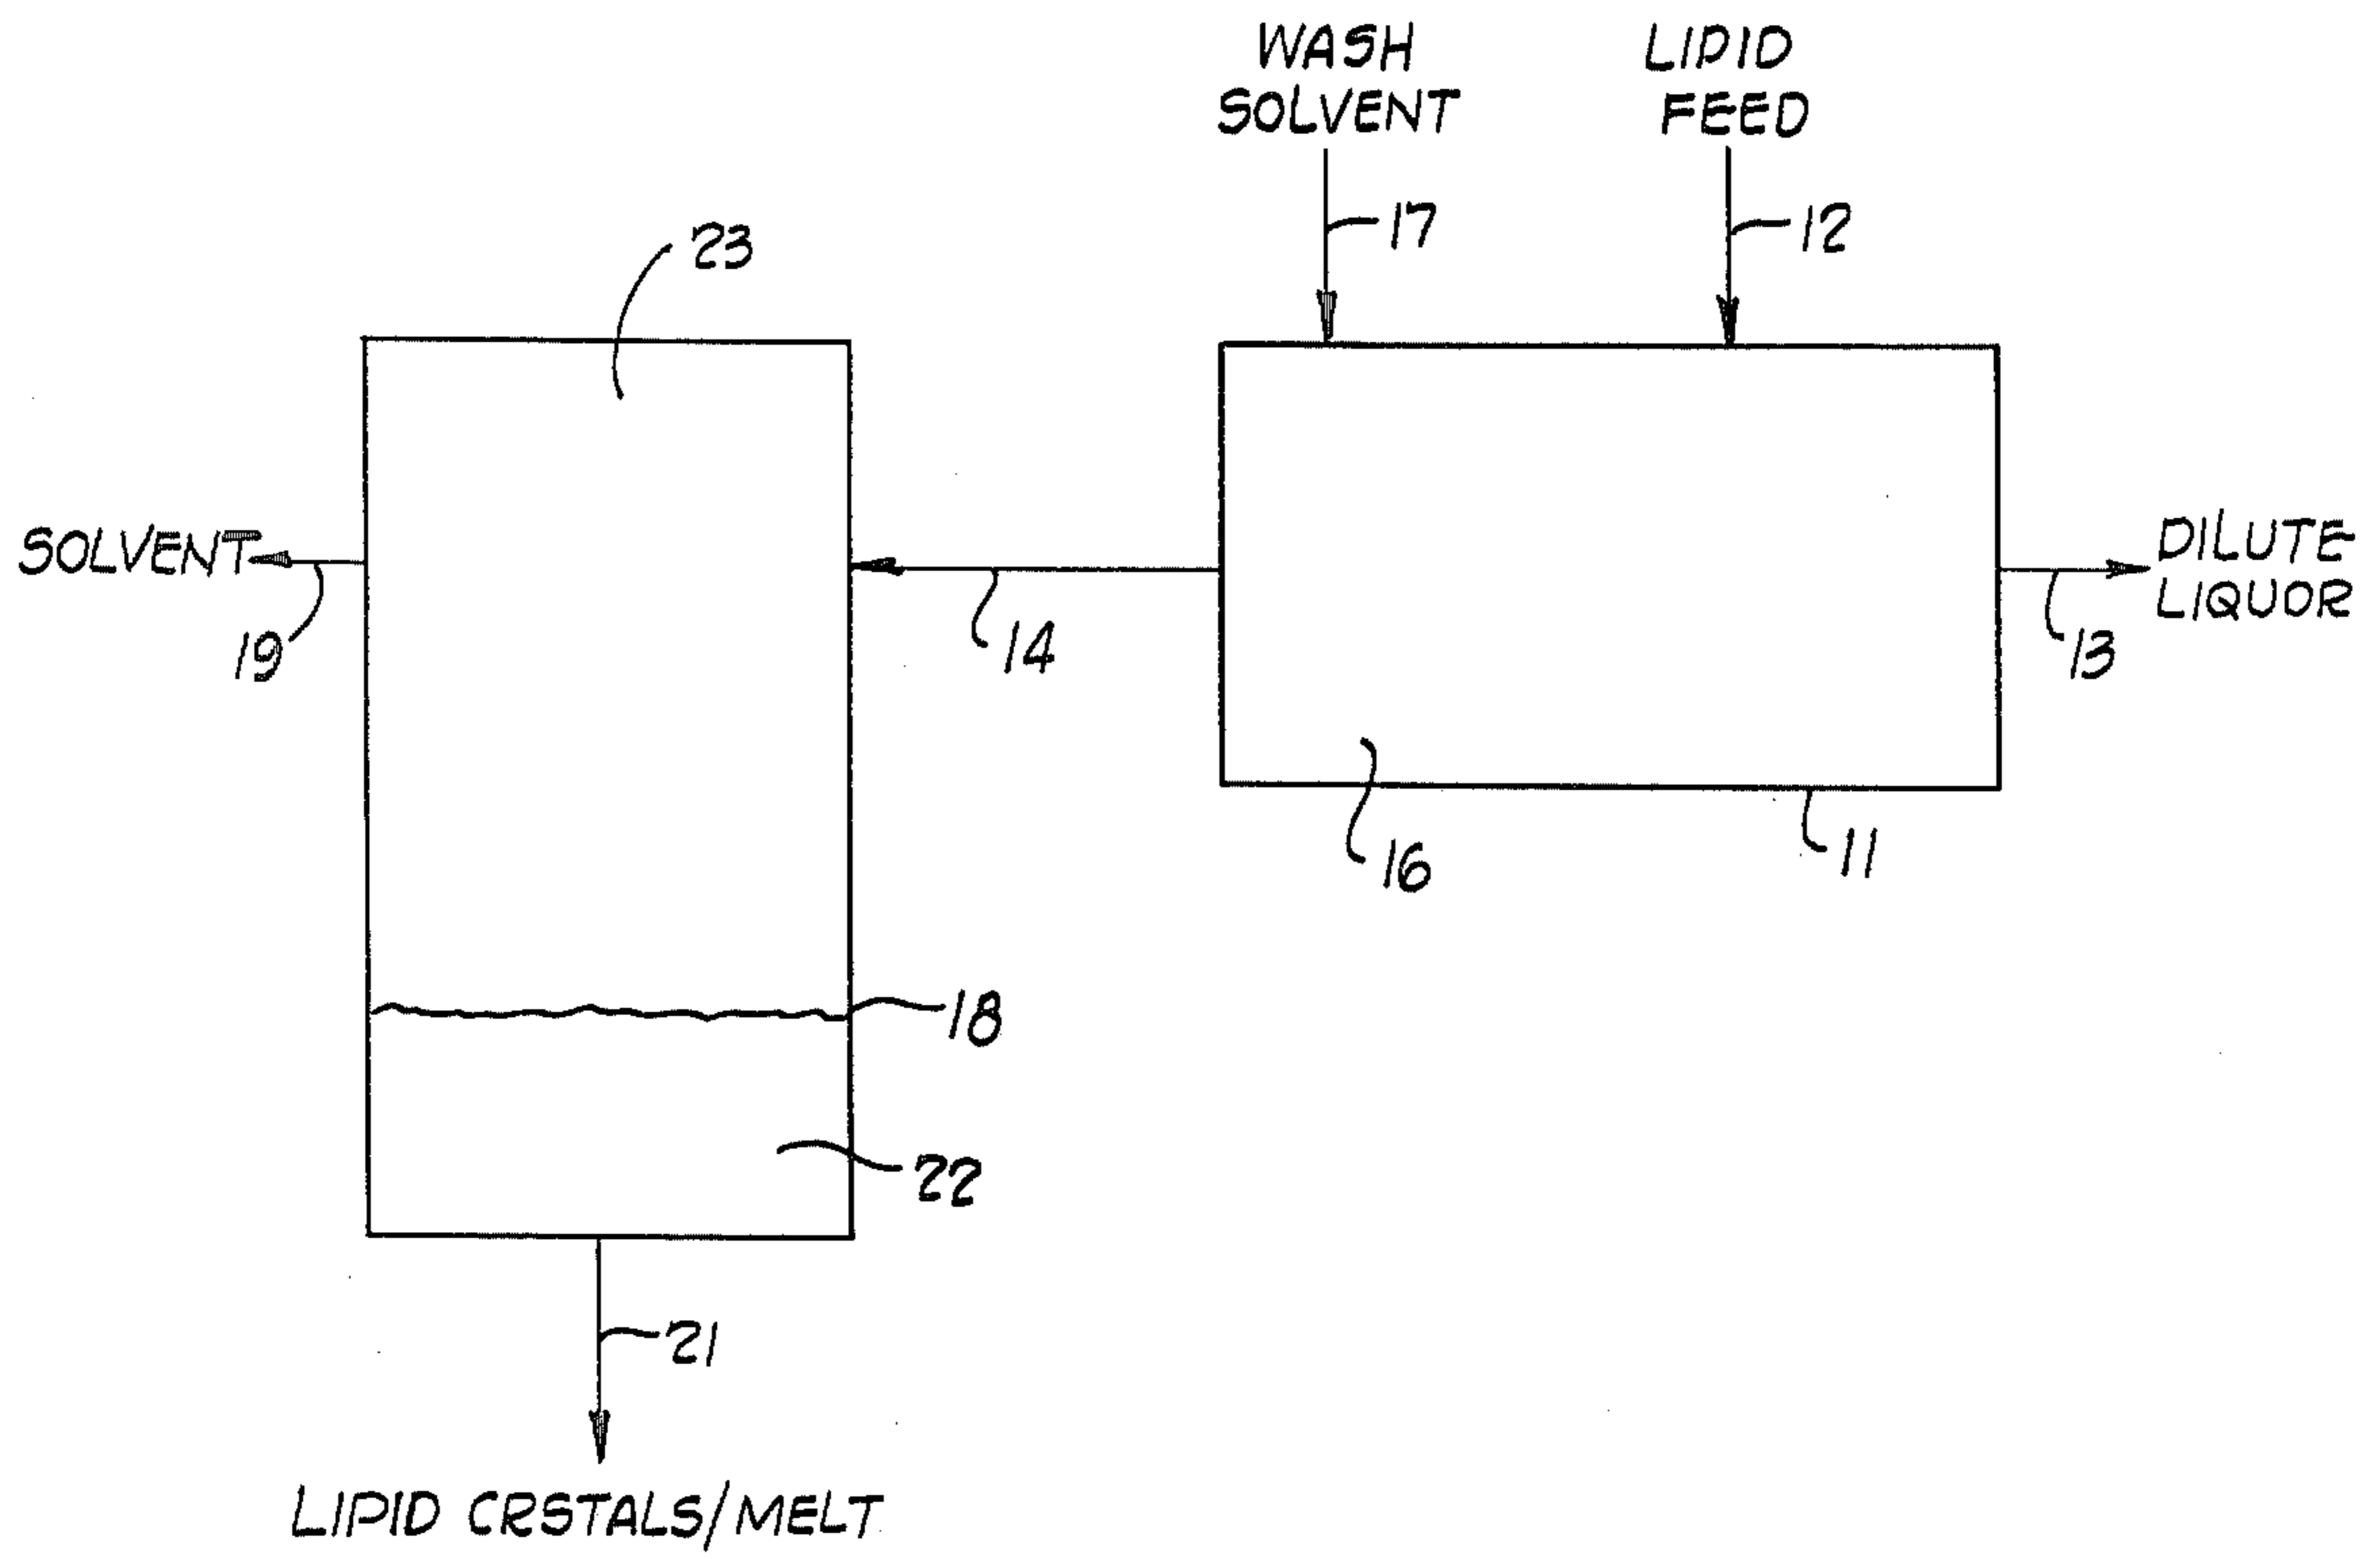 WASH
SOLVENT
LIPID
FEED
17
12
23
SOLVENT
19
14
DILUTE
LIQUOR
13
16
11
18
22
21
LIPID CRSTALS/MELT